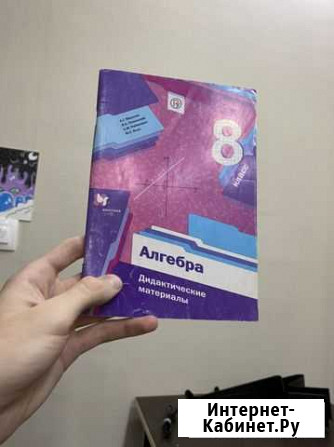 8
класс
Алгебра
Дидактические
материалы
Интернет-
Кабинет.Ру